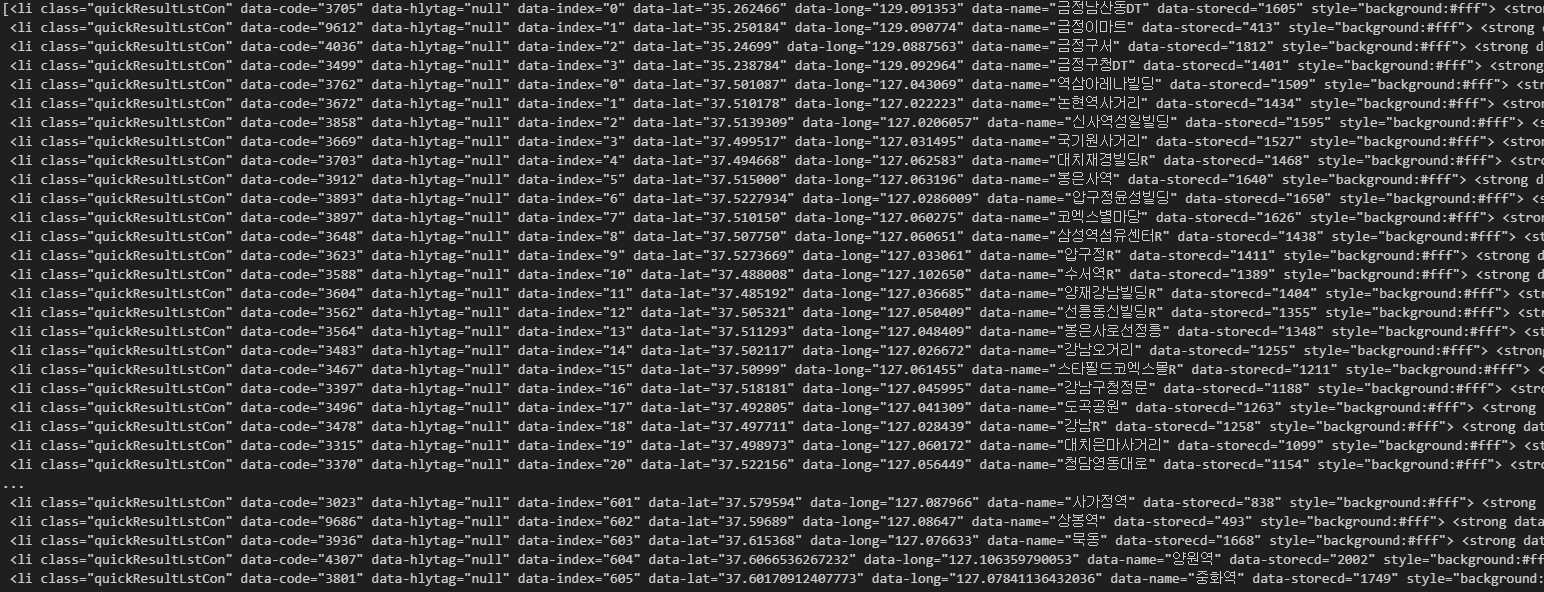 [<li class="quickResultLstCon" data-code="3705" data-hlytag="null" data-index="0" data-lat="35.262466" data-long="129.091353" data-name="금정남산동DT" data-storecd="1605" style="background:#fff"> <strong
<li class="quickResultLstCon" data-code="9612" data-hlytag="null" data-index="1" data-lat="35.250184" data-long="129.090774" data-name="금정이마트" data-storecd="413" style="background:#fff"> <strong d
<li class="quickResultLstCon" data-code="4036" data-hlytag="null" data-index="2" data-lat="35.24699" data-long="129.0887563" data-name="금정구서" data-storecd="1812" style="background:#fff"> <strong d
<li class="quickResultLstCon" data-code="3499" data-hlytag="null" data-index="3" data-lat="35.238784" data-long="129.092964" data-name="금정구청DT" data-storecd="1401" style="background:#fff"> <strong
<li class="quickResultLstCon" data-code="3762" data-hlytag="null" data-index="0" data-lat="37.501087" data-long="127.043069" data-name="역삼아레나빌딩" data-storecd="1509" style="background:#fff"> <str
<li class="quickResultLstCon" data-code="3672" data-hlytag="null" data-index="1" data-lat="37.510178" data-long="127.022223" data-name="논현역사거리" data-storecd="1434" style="background:#fff"> <stron
<li class="quickResultLstCon" data-code="3858" data-hlytag="null" data-index="2" data-lat="37.5139309" data-long="127.0206057" data-name="신사역성일빌딩" data-storecd="1595" style="background:#fff"> <s
<li class="quickResultLstCon" data-code="3669" data-hlytag="null" data-index="3" data-lat="37.499517" data-long="127.031495" data-name="국기원사거리" data-storecd="1527" style="background:#fff"> <stron
<li class="quickResultLstCon" data-code="3703" data-hlytag="null" data-index="4" data-lat="37.494668" data-long="127.062583" data-name="대치재경빌딩R" data-storecd="1468" style="background:#fff"> <stro
<li class="quickResultLstCon" data-code="3912" data-hlytag="null" data-index="5" data-lat="37.515000" data-long="127.063196" data-name="봉은사역" data-storecd="1640" style="background:#fff"> <strong d
<li class="quickResultLstCon" data-code="3893" data-hlytag="null" data-index="6" data-lat="37.5227934" data-long="127.0286009" data-name="압구정윤성빌딩" data-storecd="1650" style="background:#fff"> <s
<li class="quickResultLstCon" data-code="3897" data-hlytag="null" data-index="7" data-lat="37.510150" data-long="127.060275" data-name="코엑스별마당" data-storecd="1626" style="background:#fff"> <stron
<li class="quickResultLstCon" data-code="3648" data-hlytag="null" data-index="8" data-lat="37.507750" data-long="127.060651" data-name="삼성역섬유센터R" data-storecd="1438" style="background:#fff"> <st
<li class="quickResultLstCon" data-code="3623" data-hlytag="null" data-index="9" data-lat="37.5273669" data-long="127.033061" data-name="압구정R" data-storecd="1411" style="background:#fff"> <strong d
<li class="quickResultLstCon" data-code="3588" data-hlytag="null" data-index="10" data-lat="37.488008" data-long="127.102650" data-name="수서역R" data-storecd="1389" style="background:#fff"> <strong d
<li class="quickResultLstCon" data-code="3604" data-hlytag="null" data-index="11" data-lat="37.485192" data-long="127.036685" data-name="양재강남빌딩R" data-storecd="1404" style="background:#fff"> <str
<li class="quickResultLstCon" data-code="3562" data-hlytag="null" data-index="12" data-lat="37.505321" data-long="127.050409" data-name="선릉동신빌딩R" data-storecd="1355" style="background:#fff"> <str
<li class="quickResultLstCon" data-code="3564" data-hlytag="null" data-index="13" data-lat="37.511293" data-long="127.048409" data-name="봉은사로선정릉" data-storecd="1348" style="background:#fff"> <st
<li class="quickResultLstCon" data-code="3483" data-hlytag="null" data-index="14" data-lat="37.502117" data-long="127.026672" data-name="강남오거리" data-storecd="1255" style="background:#fff"> <strong
<li class="quickResultLstCon" data-code="3467" data-hlytag="null" data-index="15" data-lat="37.50999" data-long="127.061455" data-name="스타필드코엑스몰R" data-storecd="1211" style="background:#fff"> <st
<li class="quickResultLstCon" data-code="3397" data-hlytag="null" data-index="16" data-lat="37.518181" data-long="127.045995" data-name="강남구청정문" data-storecd="1188" style="background:#fff"> <stro
<li class="quickResultLstCon" data-code="3496" data-hlytag="null" data-index="17" data-lat="37.492805" data-long="127.041309" data-name="도곡공원" data-storecd="1263" style="background:#fff"> <strong
<li class="quickResultLstCon" data-code="3478" data-hlytag="null" data-index="18" data-lat="37.497711" data-long="127.028439" data-name="강남R" data-storecd="1258" style="background:#fff"> <strong dat
<li class="quickResultLstCon" data-code="3315" data-hlytag="null" data-index="19" data-lat="37.498973" data-long="127.060172" data-name="대치은마사거리" data-storecd="1099" style="background:#fff"> <st
<li class="quickResultLstCon" data-code="3370" data-hlytag="null" data-index="20" data-lat="37.522156" data-long="127.056449" data-name="청담영동대로" data-storecd="1154" style="background:#fff"> <stro
...
<li class="quickResultLstCon" data-code="3023" data-hlytag="null" data-index="601" data-lat="37.579594" data-long="127.087966" data-name="사가정역" data-storecd="838" style="background:#fff"> <strong
<li class="quickResultLstCon" data-code="9686" data-hlytag="null" data-index="602" data-lat="37.59689" data-long="127.08647" data-name="상봉역" data-storecd="493" style="background:#fff"> <strong data
<li class="quickResultLstCon" data-code="3936" data-hlytag="null" data-index="603" data-lat="37.615368" data-long="127.076633" data-name="묵동" data-storecd="1668" style="background:#fff"> <strong dat
<li class="quickResultLstCon" data-code="4307" data-hlytag="null" data-index="604" data-lat="37.6066536267232" data-long="127.106359790053" data-name="양원역" data-storecd="2002" style="background:#ff
<li class="quickResultLstCon" data-code="3801" data-hlytag="null" data-index="605" data-lat="37.60170912407773" data-long="127.07841136432036" data-name="중화역" data-storecd="1749" style="background: